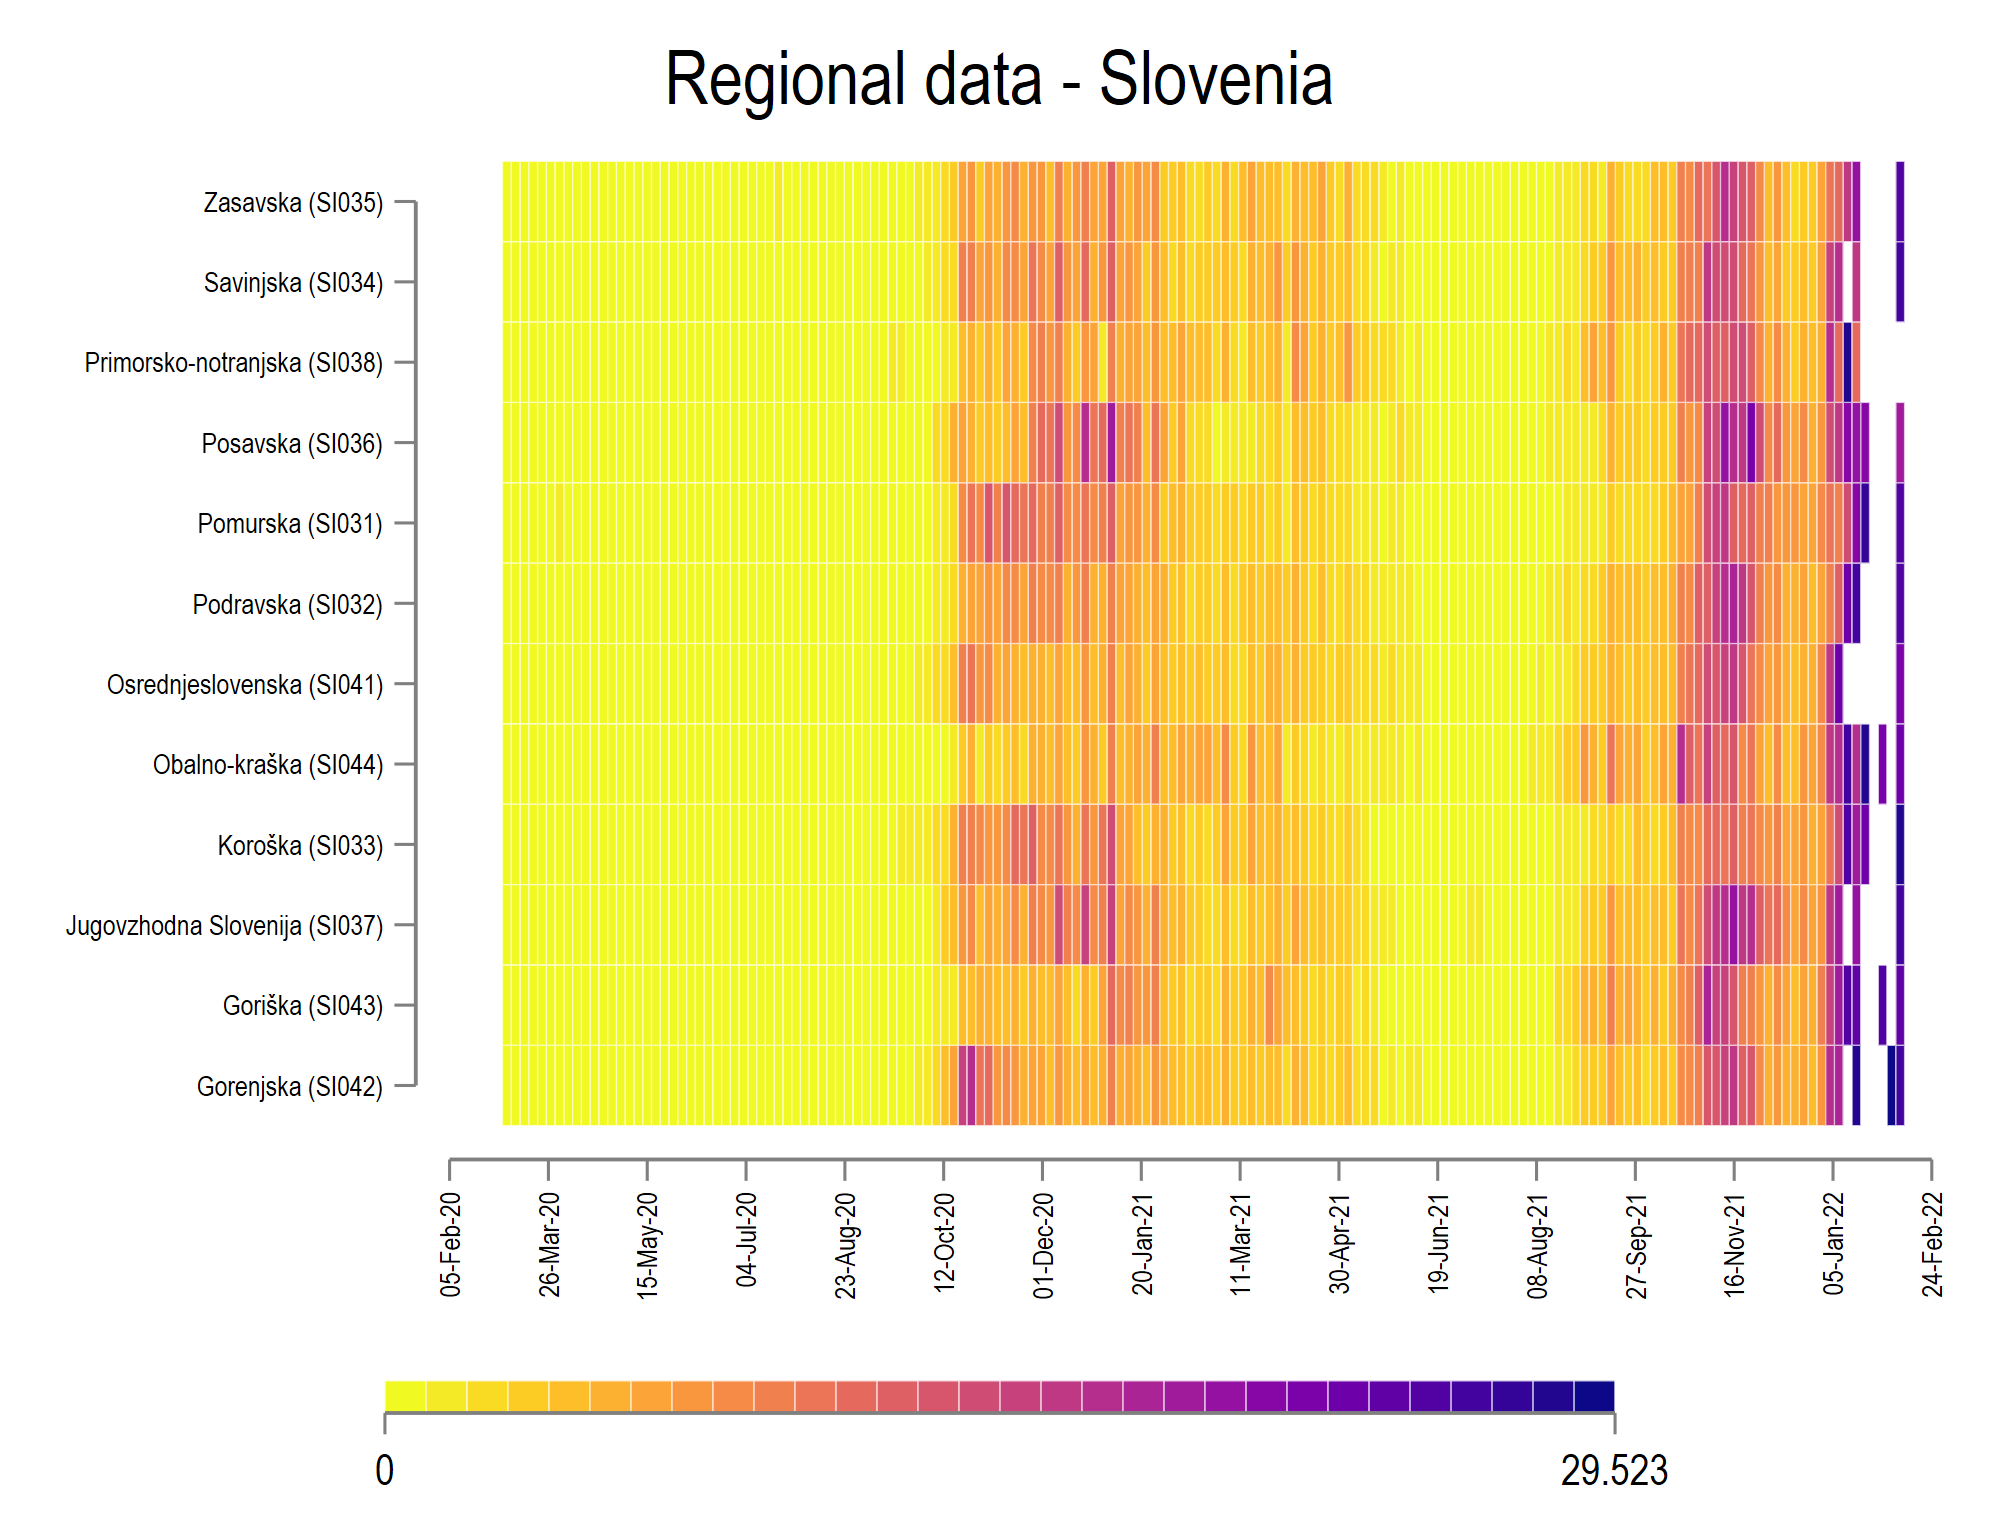 Regional data - Slovenia
Zasavska (SI035)
Savinjska (SI034)
Primorsko-notranjska (SI038)
Posavska (SI036)
Pomurska (SI031)
Podravska (SI032)
Osrednjeslovenska (SI041)
Obalno-kraška (SI044)
Koroška (SI033)
Jugovzhodna Slovenija (SI037)
Goriška (SI043)
Gorenjska (SI042)
05-Feb-20
26-Mar-20
15-May-20
04-Jul-20
23-Aug-20
12-Oct-20
01-Dec-20
20-Jan-21
11-Mar-21
30-Apr-21
19-Jun-21
08-Aug-21
27-Sep-21
16-Nov-21
05-Jan-22
24-Feb-22
0
29.523